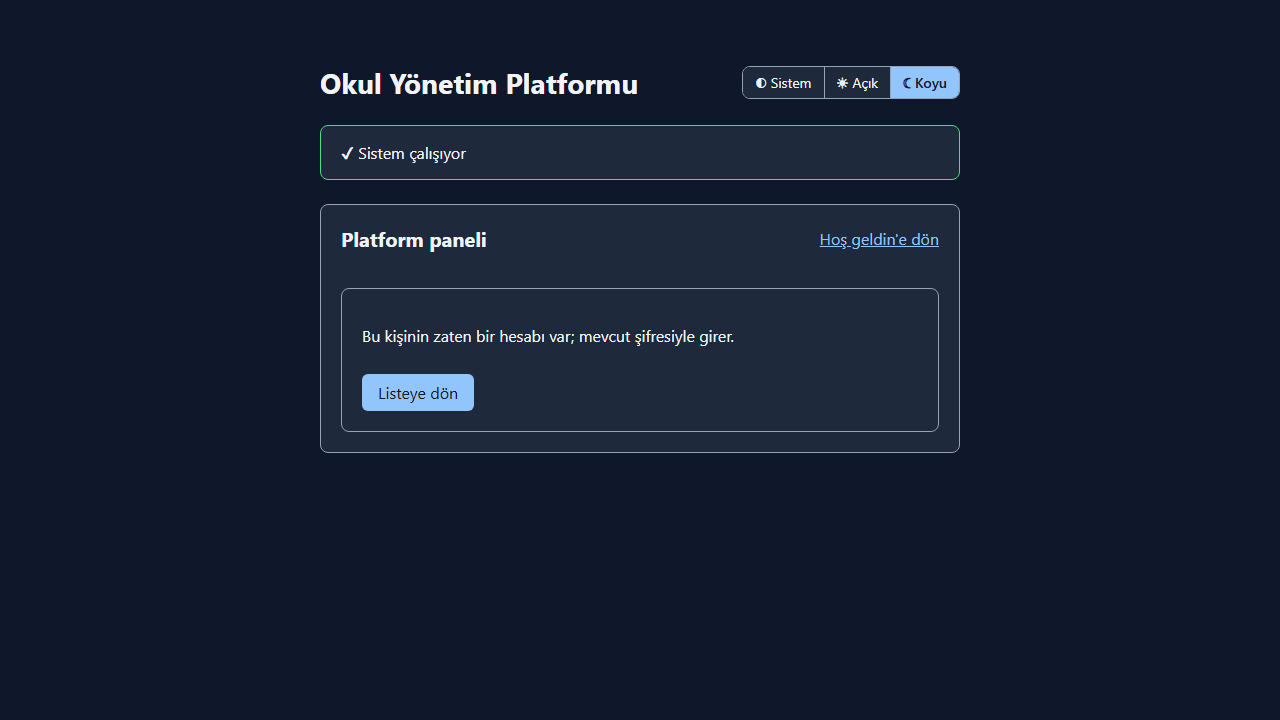 Okul Yönetim Platformu
Sistem
Açık
Koyu
✓ Sistem çalışıyor
Platform paneli
Hoş geldin'e dön
Bu kişinin zaten bir hesabı var; mevcut şifresiyle girer.
Listeye dön